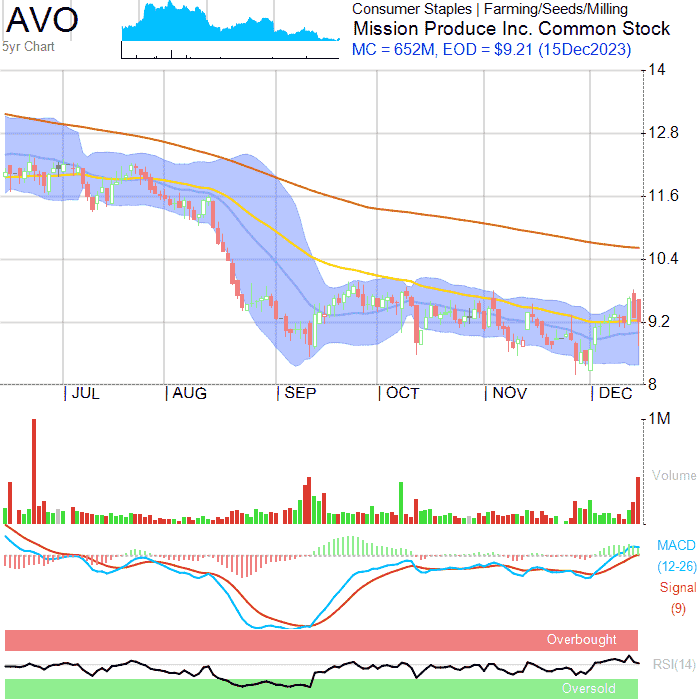 AVO
5yr Chart
Consumer Staples | Farming/Seeds/Milling
Mission Produce Inc. Common Stock
MC = 652M, EOD = $9.21 (15Dec2023)
14
12.8
11.6
10.4
9.2
8
JUL
AUG
SEP
OCT
NOV
DEC
1M
Volume
MACD
(12-26)
Signal
(9)
Overbought
RSI(14)
Oversold